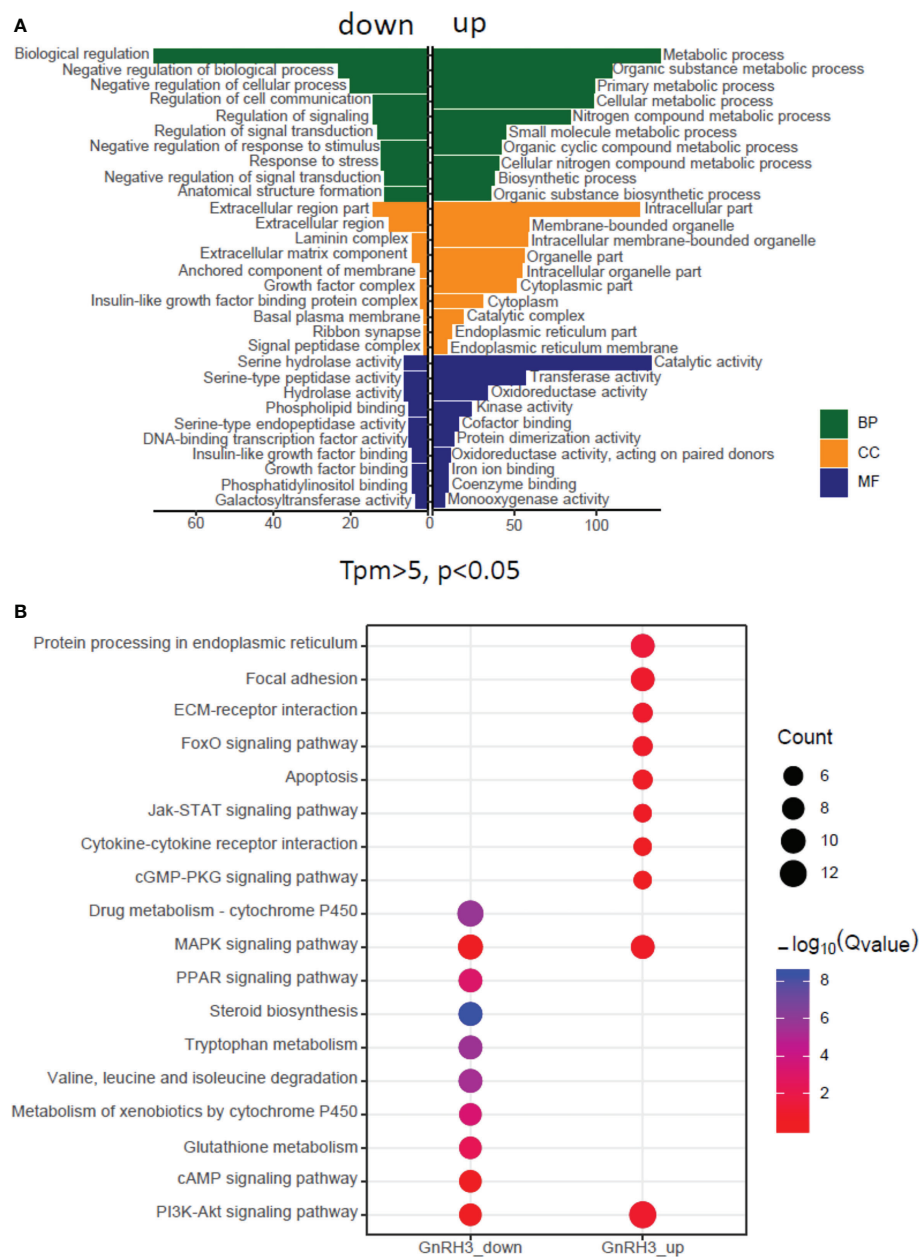 A
down up
Biological regulation Metabolic process
Negative regulation of biological process Organic substance metabolic process
Negative regulation of cellular process Primary metabolic process
Regulation of cell communication Cellular metabolic process
Regulation of signaling Nitrogen compound metabolic process
Regulation of signal transduction Small molecule metabolic process
Negative regulation of response to stimulus Organic cyclic compound metabolic process
Response to stress Cellular nitrogen compound metabolic process
Negative regulation of signal transduction Biosynthetic process
Anatomical structure formation Organic substance biosynthetic process
Extracellular region part Intracellular part
Extracellular region Membrane-bounded organelle
Laminin complex Intracellular membrane-bounded organelle
Extracellular matrix component Organelle part
Anchored component of membrane Intracellular organelle part
Growth factor complex Cytoplasmic part
Insulin-like growth factor binding protein complex Cytoplasm
Basal plasma membrane Catalytic complex
Ribbon synapse Endoplasmic reticulum part
Signal peptidase complex Endoplasmic reticulum membrane
Serine hydrolase activity Catalytic activity
Serine-type peptidase activity Transferase activity
Hydrolase activity Oxidoreductase activity
Phospholipid binding Kinase activity
Serine-type endopeptidase activity Cofactor binding
DNA-binding transcription factor activity Protein dimerization activity
Insulin-like growth factor binding Oxidoreductase activity, acting on paired donors
Growth factor binding Iron ion binding
Phosphatidylinositol binding Coenzyme binding
Galactosyltransferase activity Monooxygenase activity
BP
CC
MF
60 40 20 0 50 100
Tpm>5, p<0.05
B
Protein processing in endoplasmic reticulum
Focal adhesion
ECM-receptor interaction
FoxO signaling pathway
Apoptosis
Jak-STAT signaling pathway
Cytokine-cytokine receptor interaction
cGMP-PKG signaling pathway
Drug metabolism - cytochrome P450
MAPK signaling pathway
PPAR signaling pathway
Steroid biosynthesis
Tryptophan metabolism
Valine, leucine and isoleucine degradation
Metabolism of xenobiotics by cytochrome P450
Glutathione metabolism
cAMP signaling pathway
PI3K-Akt signaling pathway
GnRH3_down GnRH3_up
Count
6
8
10
12
−log10(Qvalue)
8
6
4
2